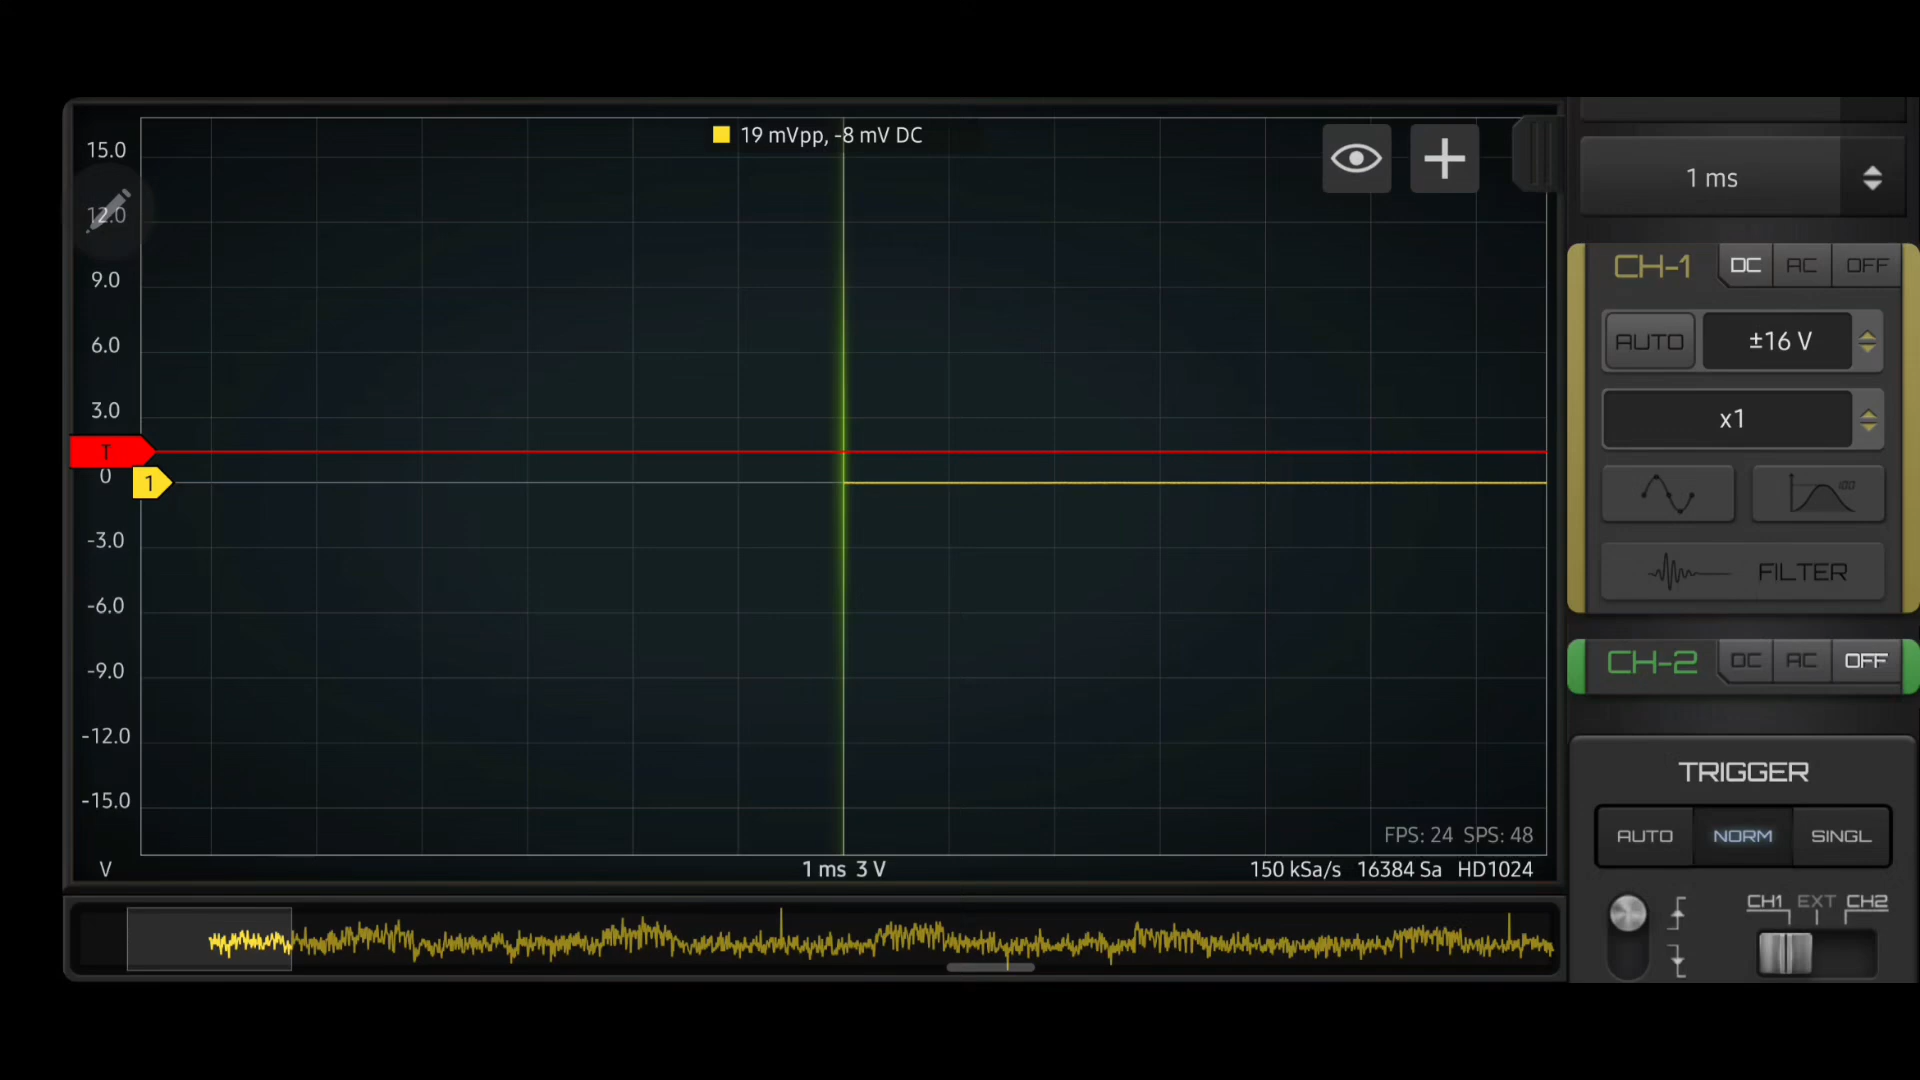 19 mVpp, -8 mV DC
15.0
12.0
9.0
6.0
3.0
T
0
1
-3.0
-6.0
-9.0
-12.0
-15.0
FPS: 24 SPS: 48
V
1 ms 3 V
150 kSa/s 16384 Sa HD1024
1 ms
CH-1 DC AC OFF
AUTO ±16 V
x1
100
FILTER
CH-2 DC AC OFF
TRIGGER
AUTO NORM SINGL
CH1 EXT CH2